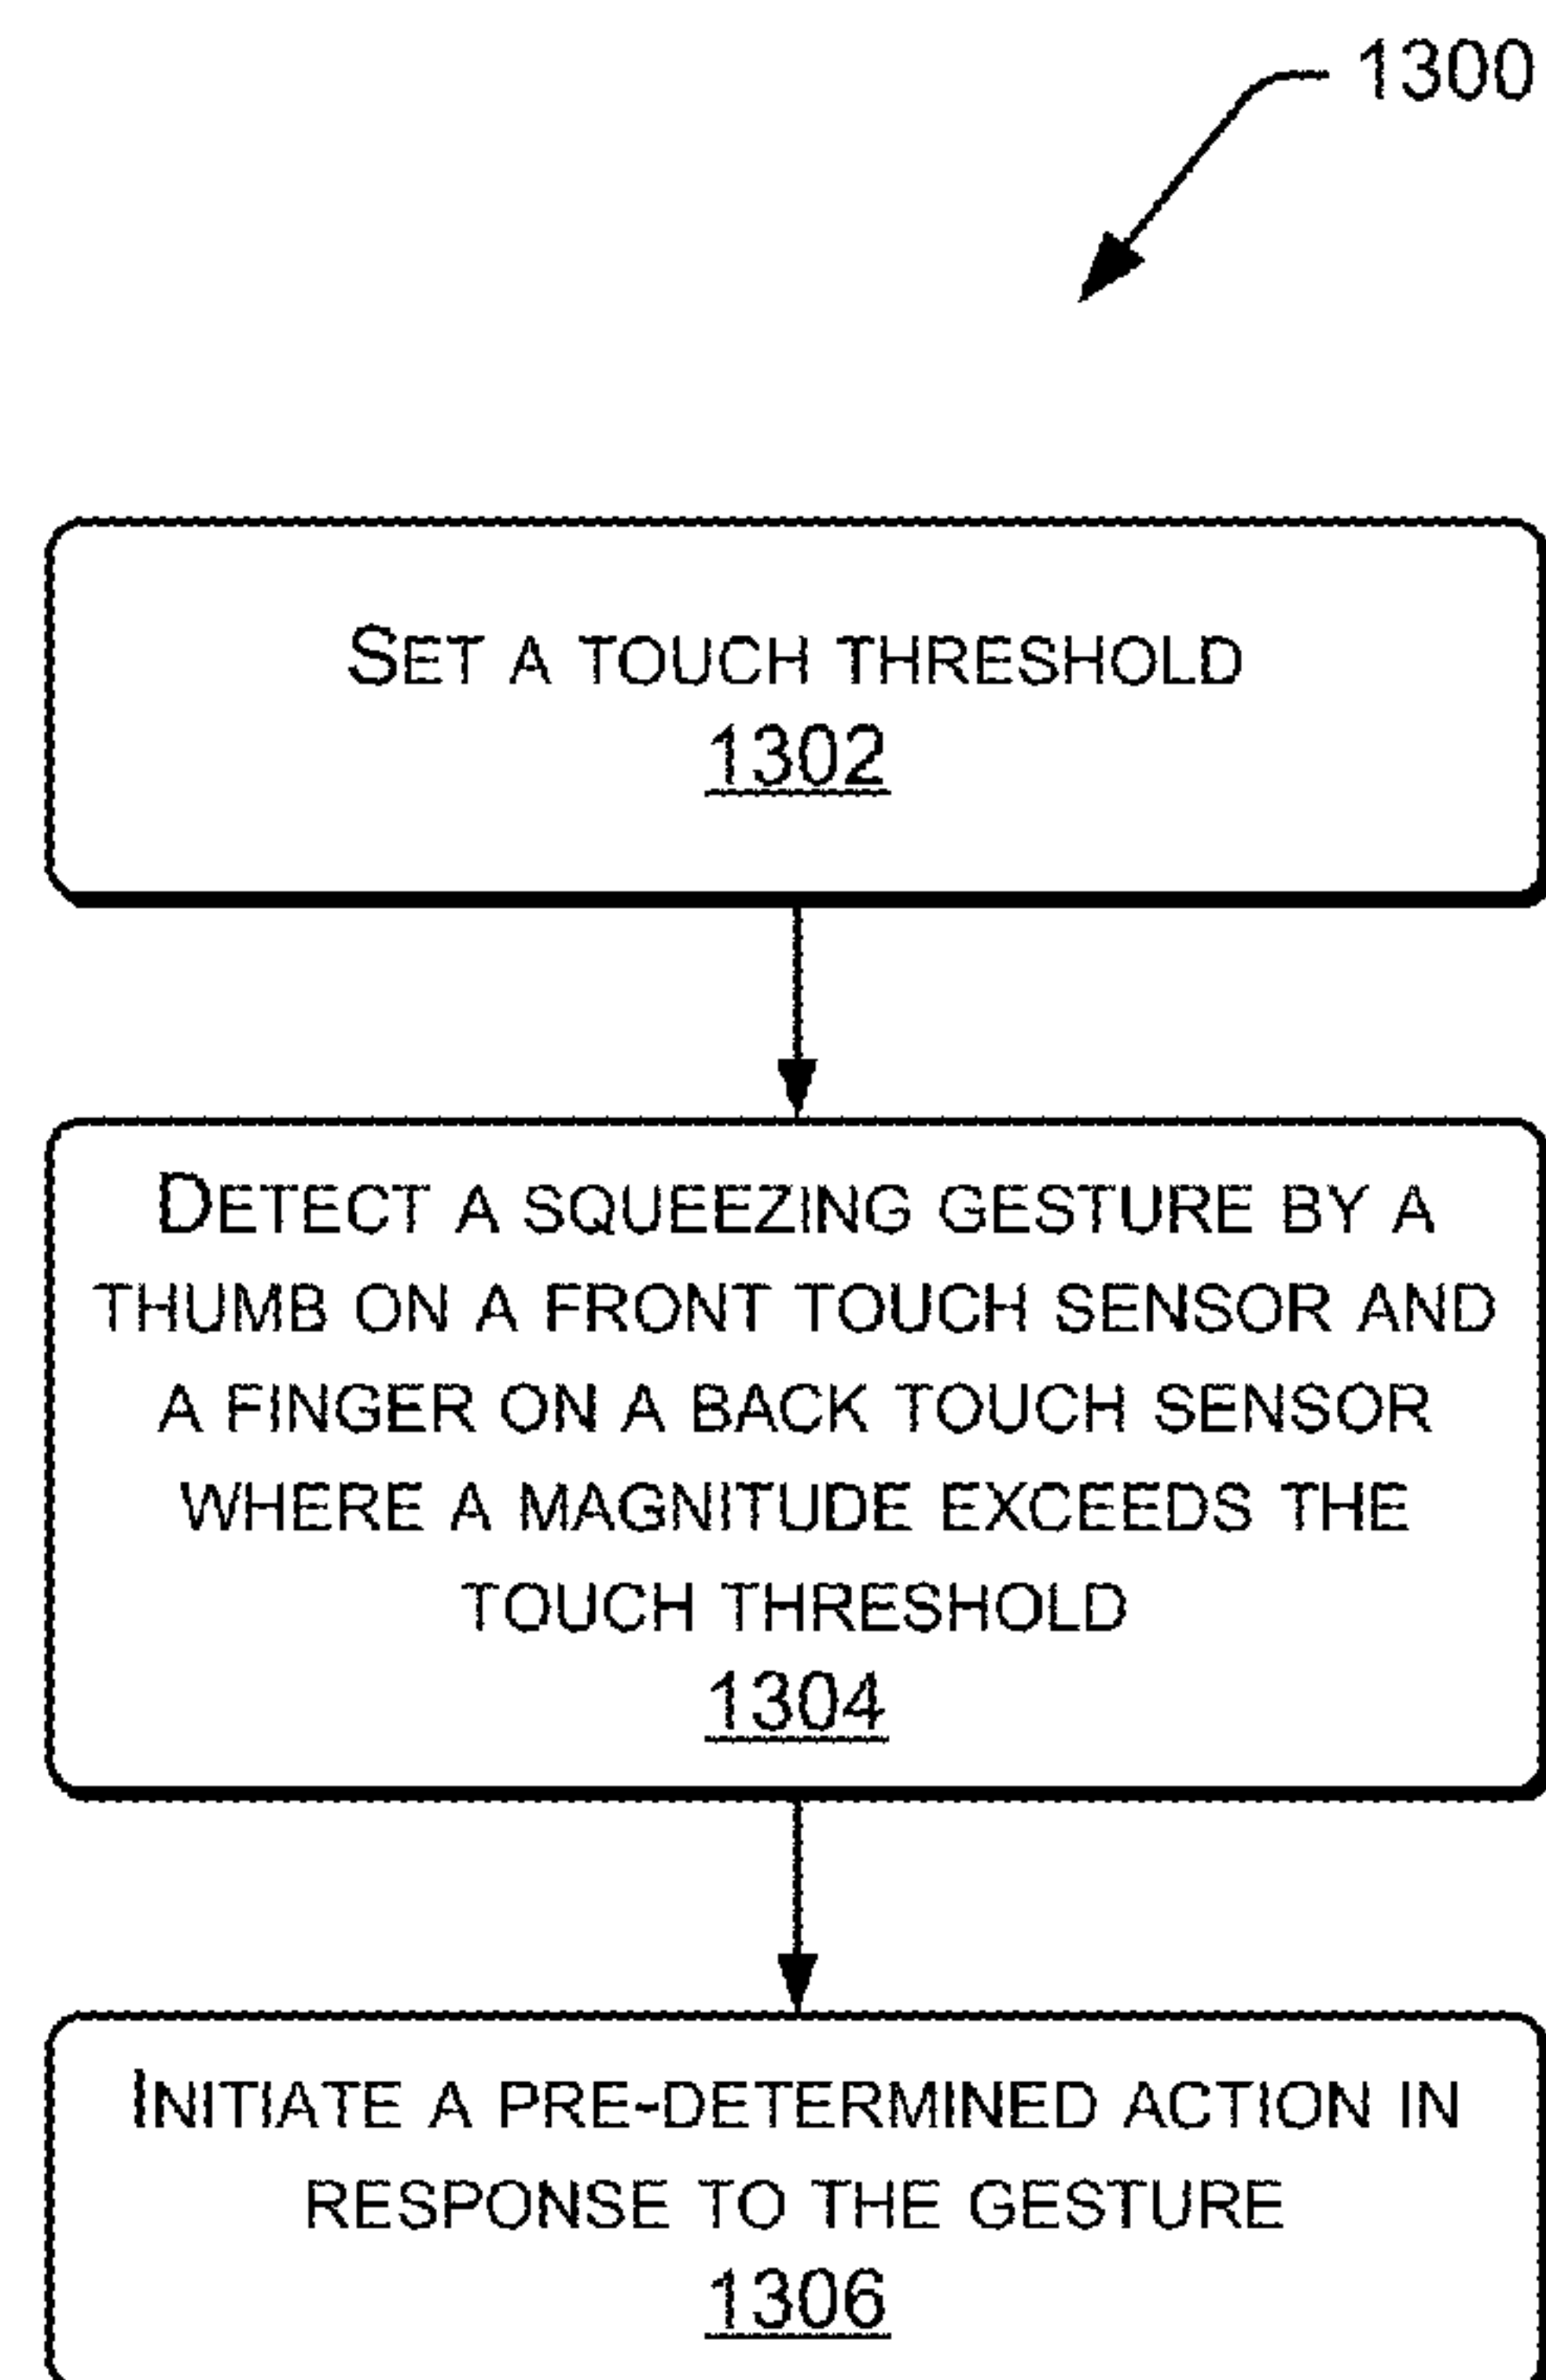 1300
SET A TOUCH THRESHOLD
1302
DETECT A SQUEEZING GESTURE BY A
THUMB ON A FRONT TOUCH SENSOR AND
A FINGER ON A BACK TOUCH SENSOR
WHERE A MAGNITUDE EXCEEDS THE
TOUCH THRESHOLD
1304
INITIATE A PRE-DETERMINED ACTION IN
RESPONSE TO THE GESTURE
1306